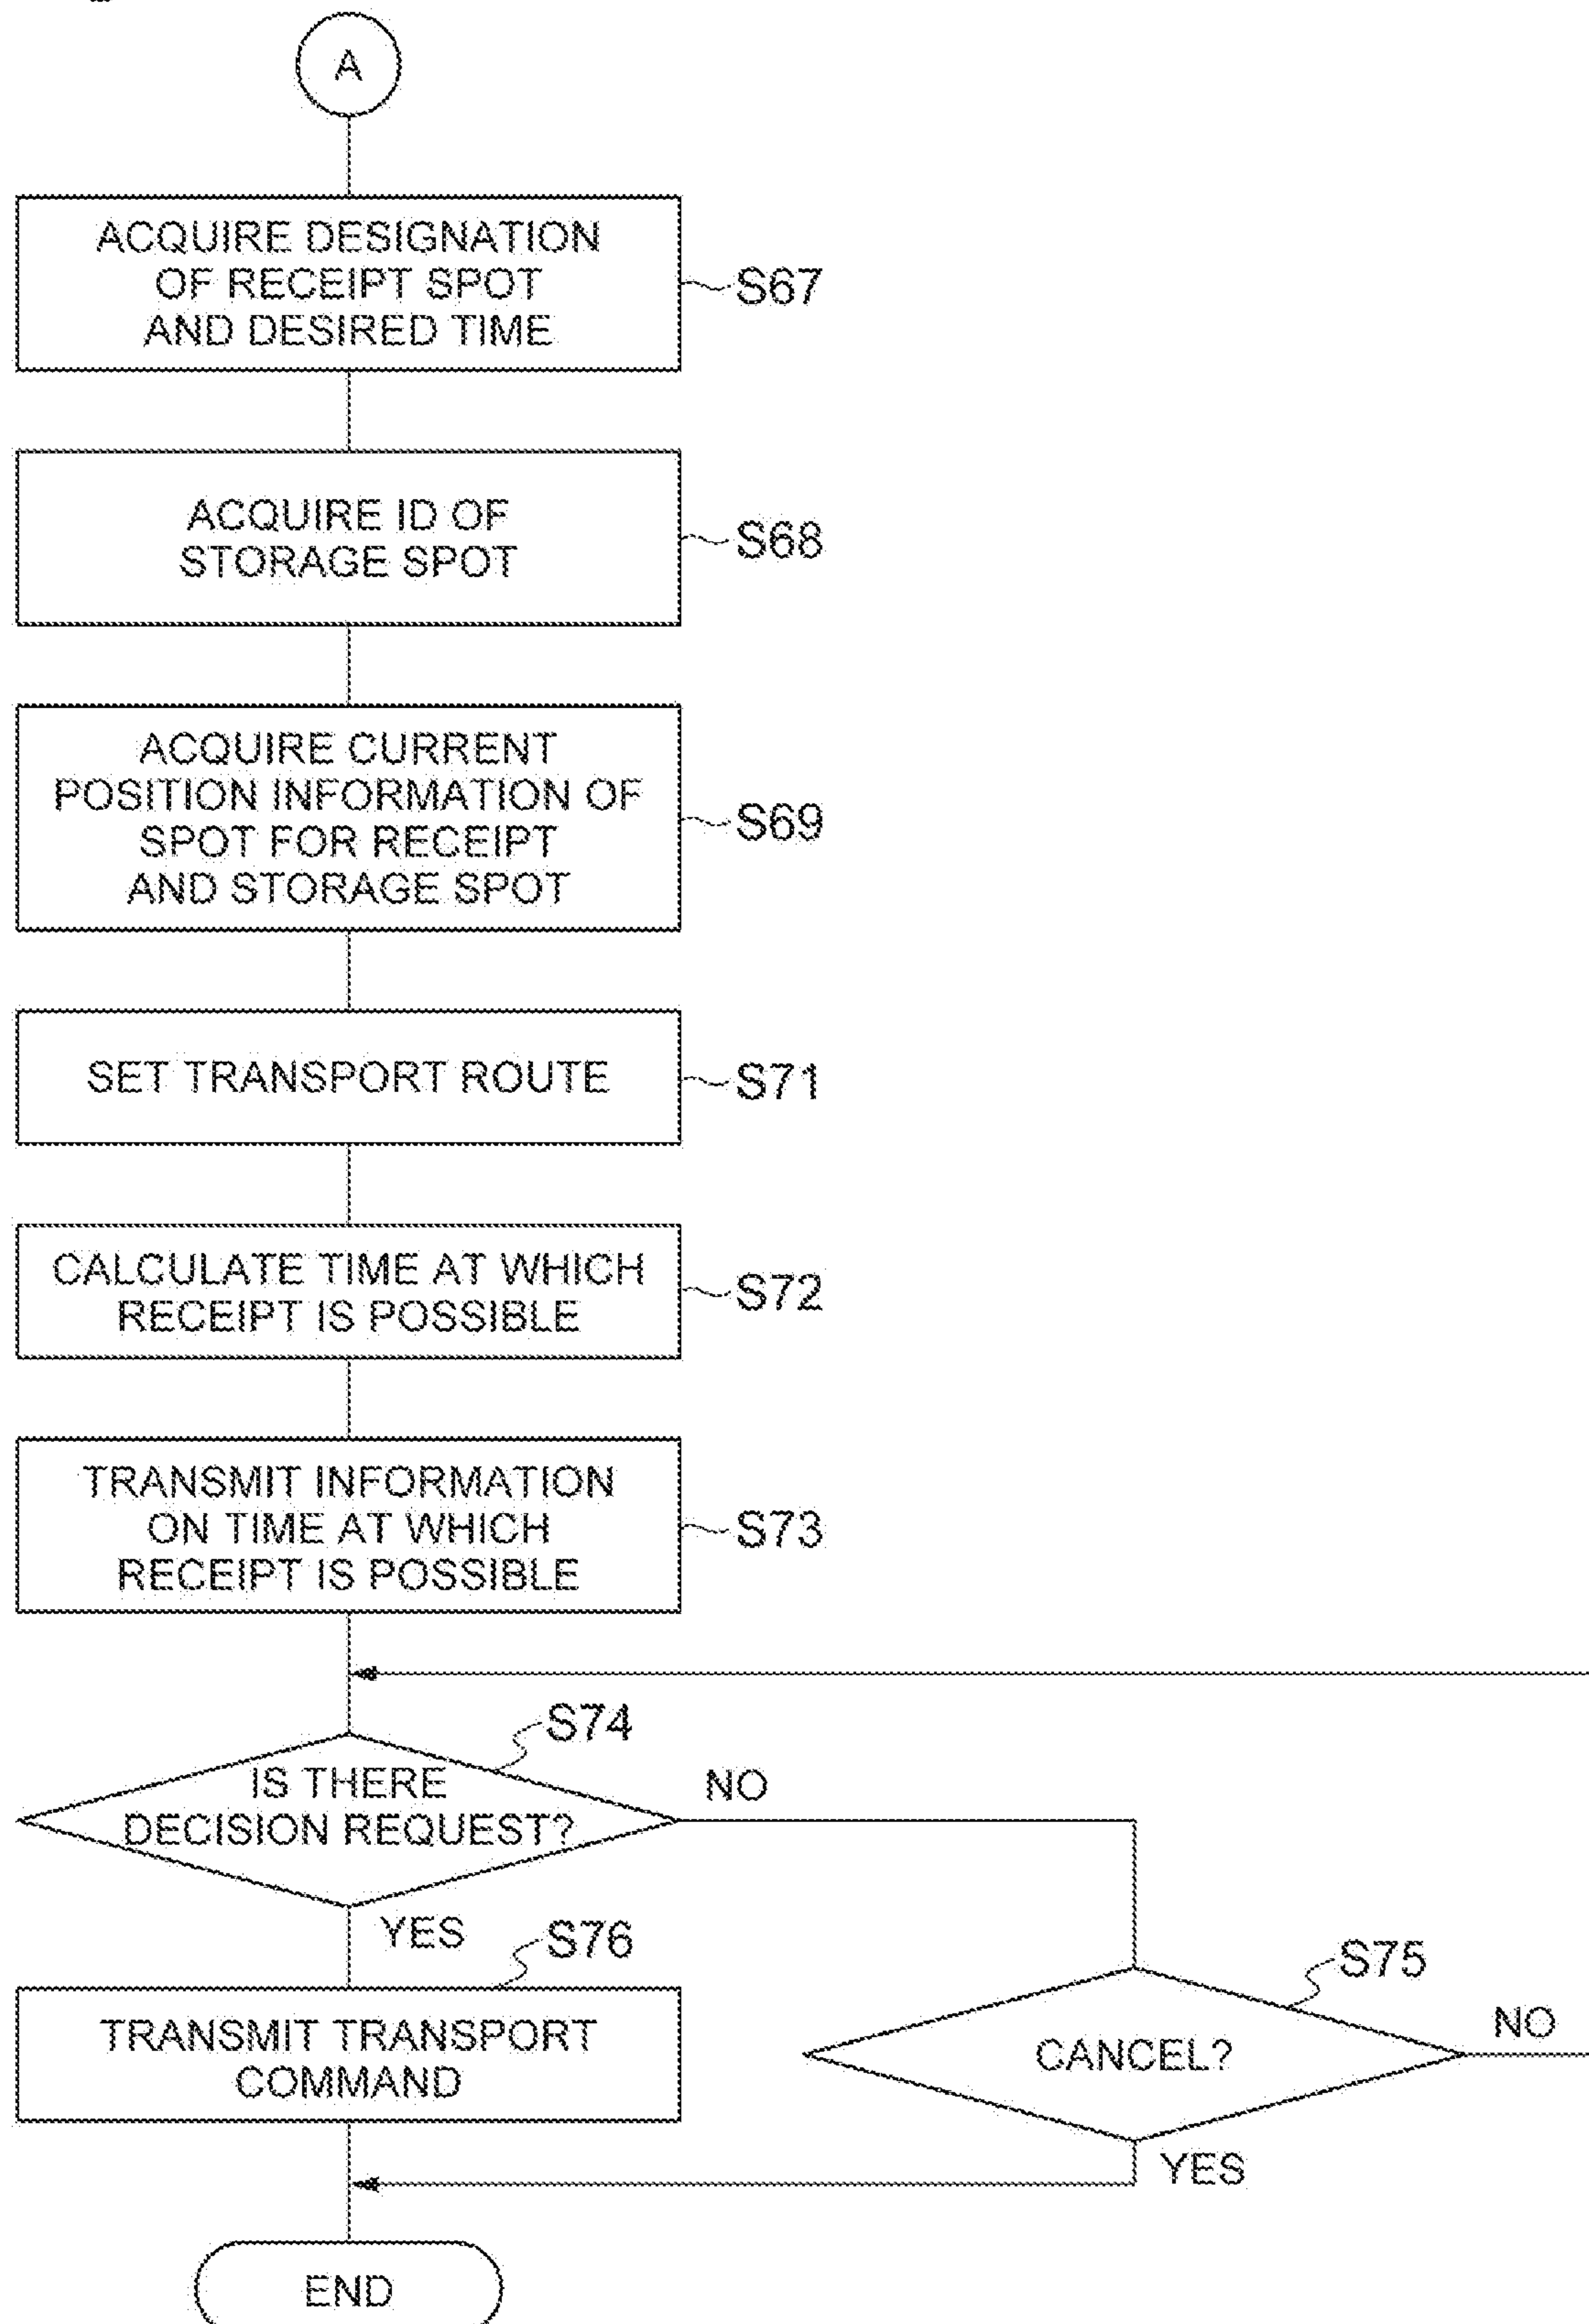 A
ACQUIRE DESIGNATION
OF RECEIPT SPOT
AND DESIRED TIME
S67
ACQUIRE ID OF
STORAGE SPOT
S68
ACQUIRE CURRENT
POSITION INFORMATION OF
SPOT FOR RECEIPT
AND STORAGE SPOT
S69
SET TRANSPORT ROUTE
S71
CALCULATE TIME AT WHICH
RECEIPT IS POSSIBLE
S72
TRANSMIT INFORMATION
ON TIME AT WHICH
RECEIPT IS POSSIBLE
S73
S74
IS THERE
DECISION REQUEST?
NO
YES
S76
TRANSMIT TRANSPORT
COMMAND
S75
CANCEL?
NO
YES
END